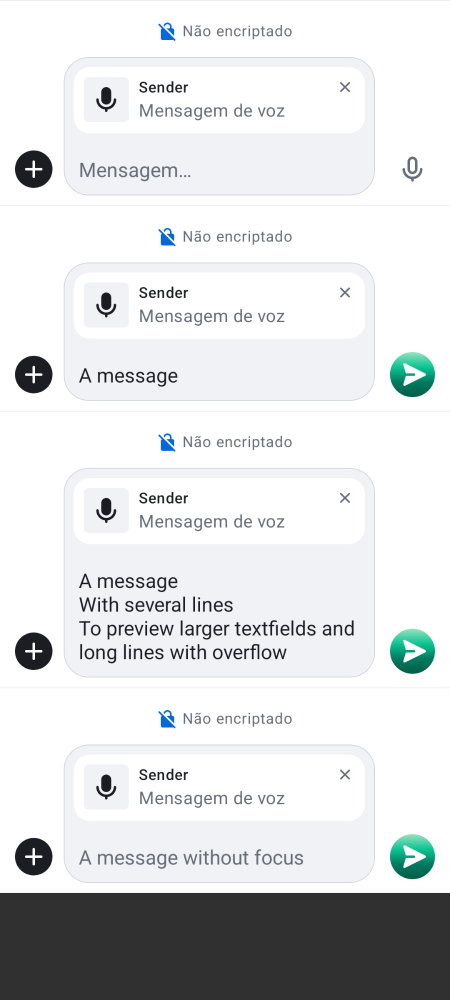 Não encriptado
Sender
Mensagem de voz
Mensagem…
Não encriptado
Sender
Mensagem de voz
A message
Não encriptado
Sender
Mensagem de voz
A message
With several lines
To preview larger textfields and
long lines with overflow
Não encriptado
Sender
Mensagem de voz
A message without focus